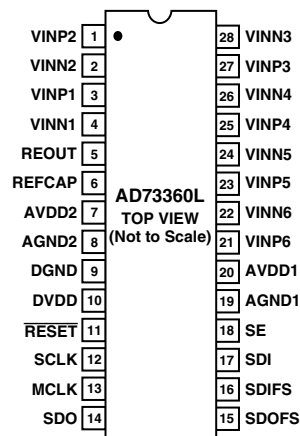 VINP2 1 28 VINN3
VINN2 2 27 VINP3
VINP1 3 26 VINN4
VINN1 4 25 VINP4
REOUT 5 24 VINN5
REFCAP 6 23 VINP5
AVDD2 7 22 VINN6
AGND2 8 21 VINP6
DGND 9 20 AVDD1
DVDD 10 19 AGND1
RESET 11 18 SE
SCLK 12 17 SDI
MCLK 13 16 SDIFS
SDO 14 15 SDOFS
AD73360L
TOP VIEW
(Not to Scale)